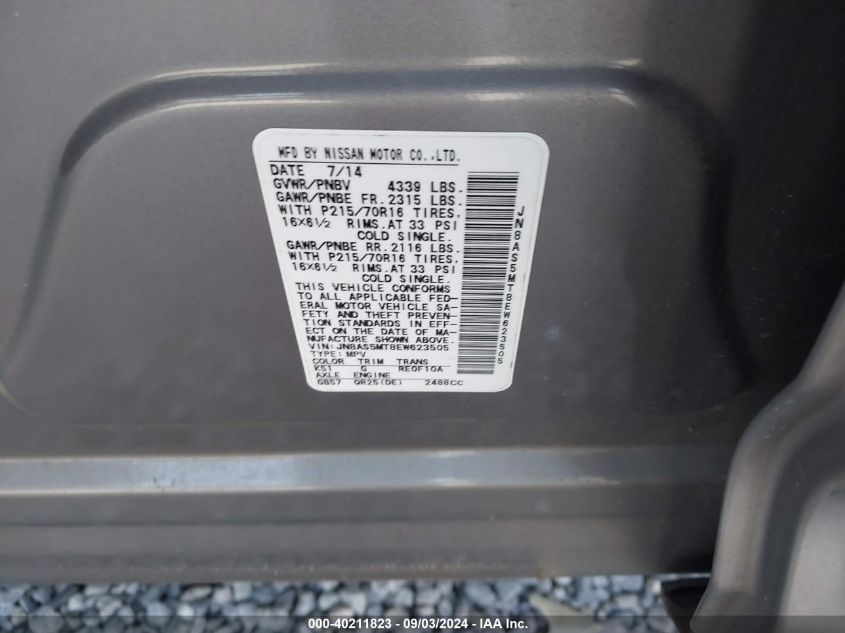 MFD BY NISSAN MOTOR CO.,LTD.
DATE 7/14
GVWR/PNBV 4339 LBS.
GAWR/PNBE FR. 2315 LBS.
WITH P215/70R16 TIRES.
16X6½ RIMS.AT 33 PSI
COLD SINGLE.
GAWR/PNBE RR. 2116 LBS.
WITH P215/70R16 TIRES.
16X6½ RIMS.AT 33 PSI
COLD SINGLE.
THIS VEHICLE CONFORMS
TO ALL APPLICABLE FED-
ERAL MOTOR VEHICLE SA-
FETY AND THEFT PREVEN-
TION STANDARDS IN EFF-
ECT ON THE DATE OF MA-
NUFACTURE SHOWN ABOVE.
VIN: JN8AS5MT8EW623505
TYPE: MPV
COLOR TRIM TRANS
K51 G RE0F10A
AXLE ENGINE
GB57 QR25(DE) 2488CC
JN8AS5MT8EW623505
000-40211823 - 09/03/2024 - IAA Inc.